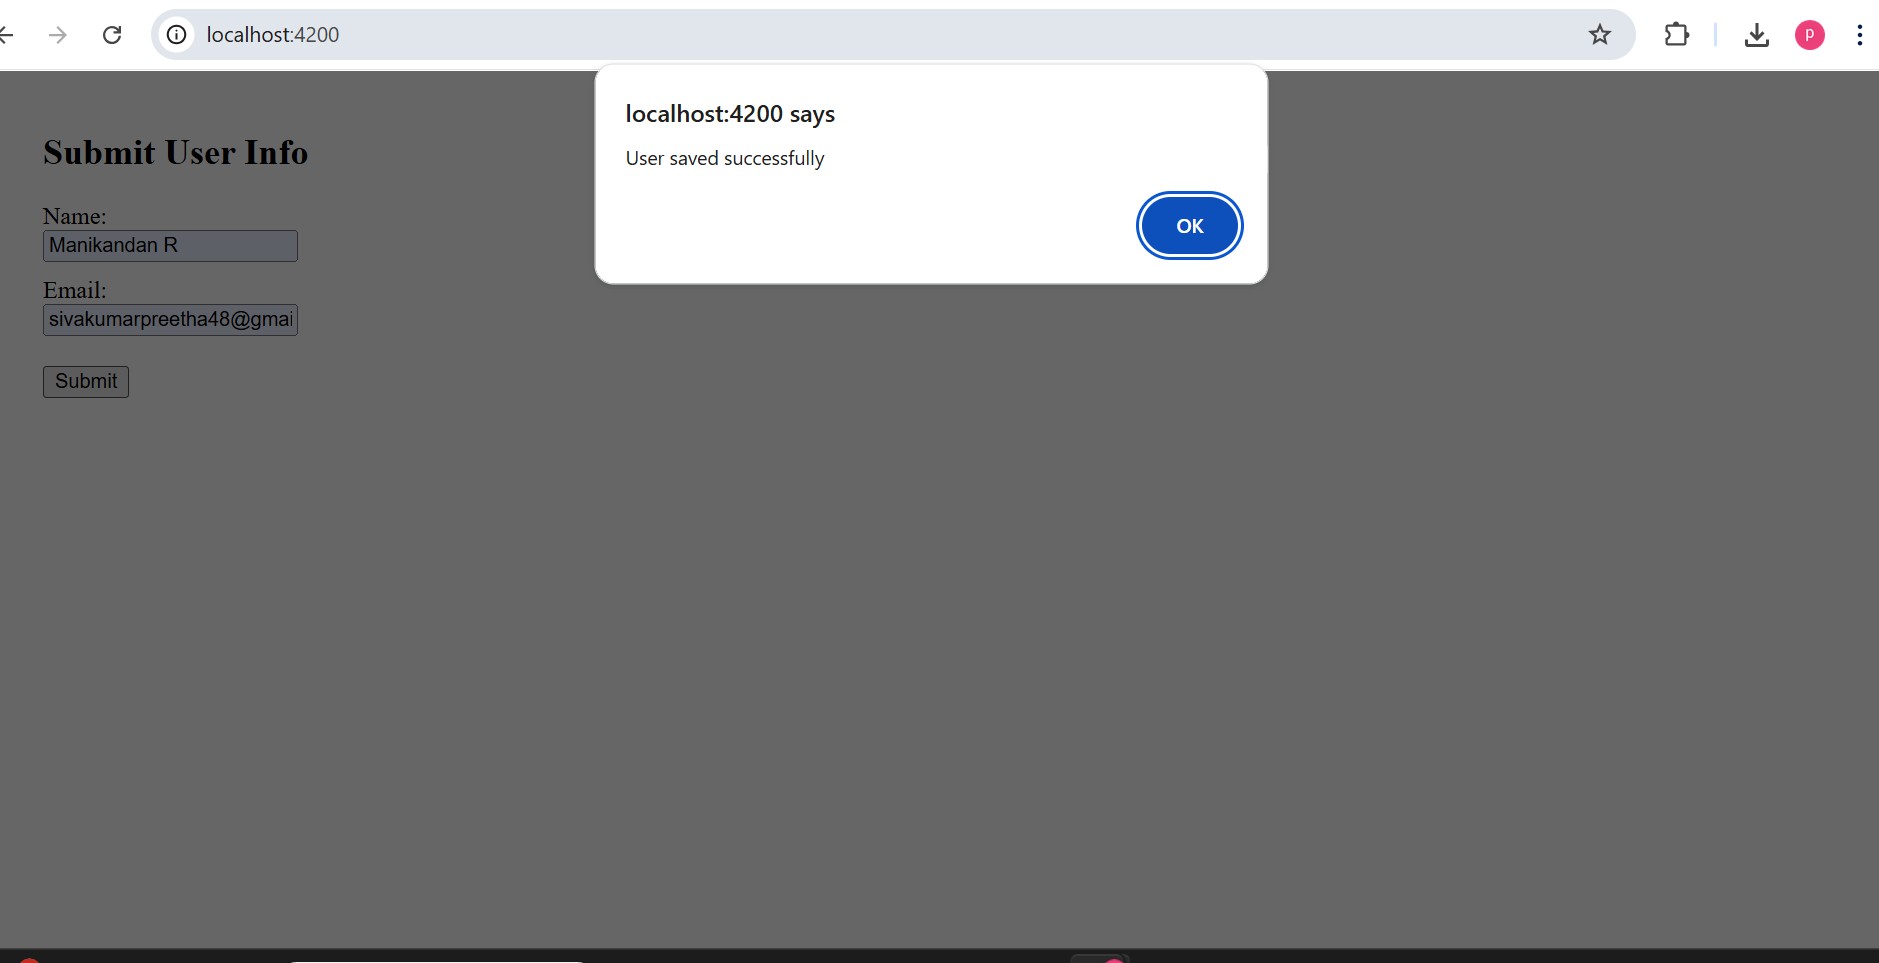 localhost:4200
p
localhost:4200 says
User saved successfully
OK
Submit User Info
Name:
Manikandan R
Email:
sivakumarpreetha48@gmai
Submit